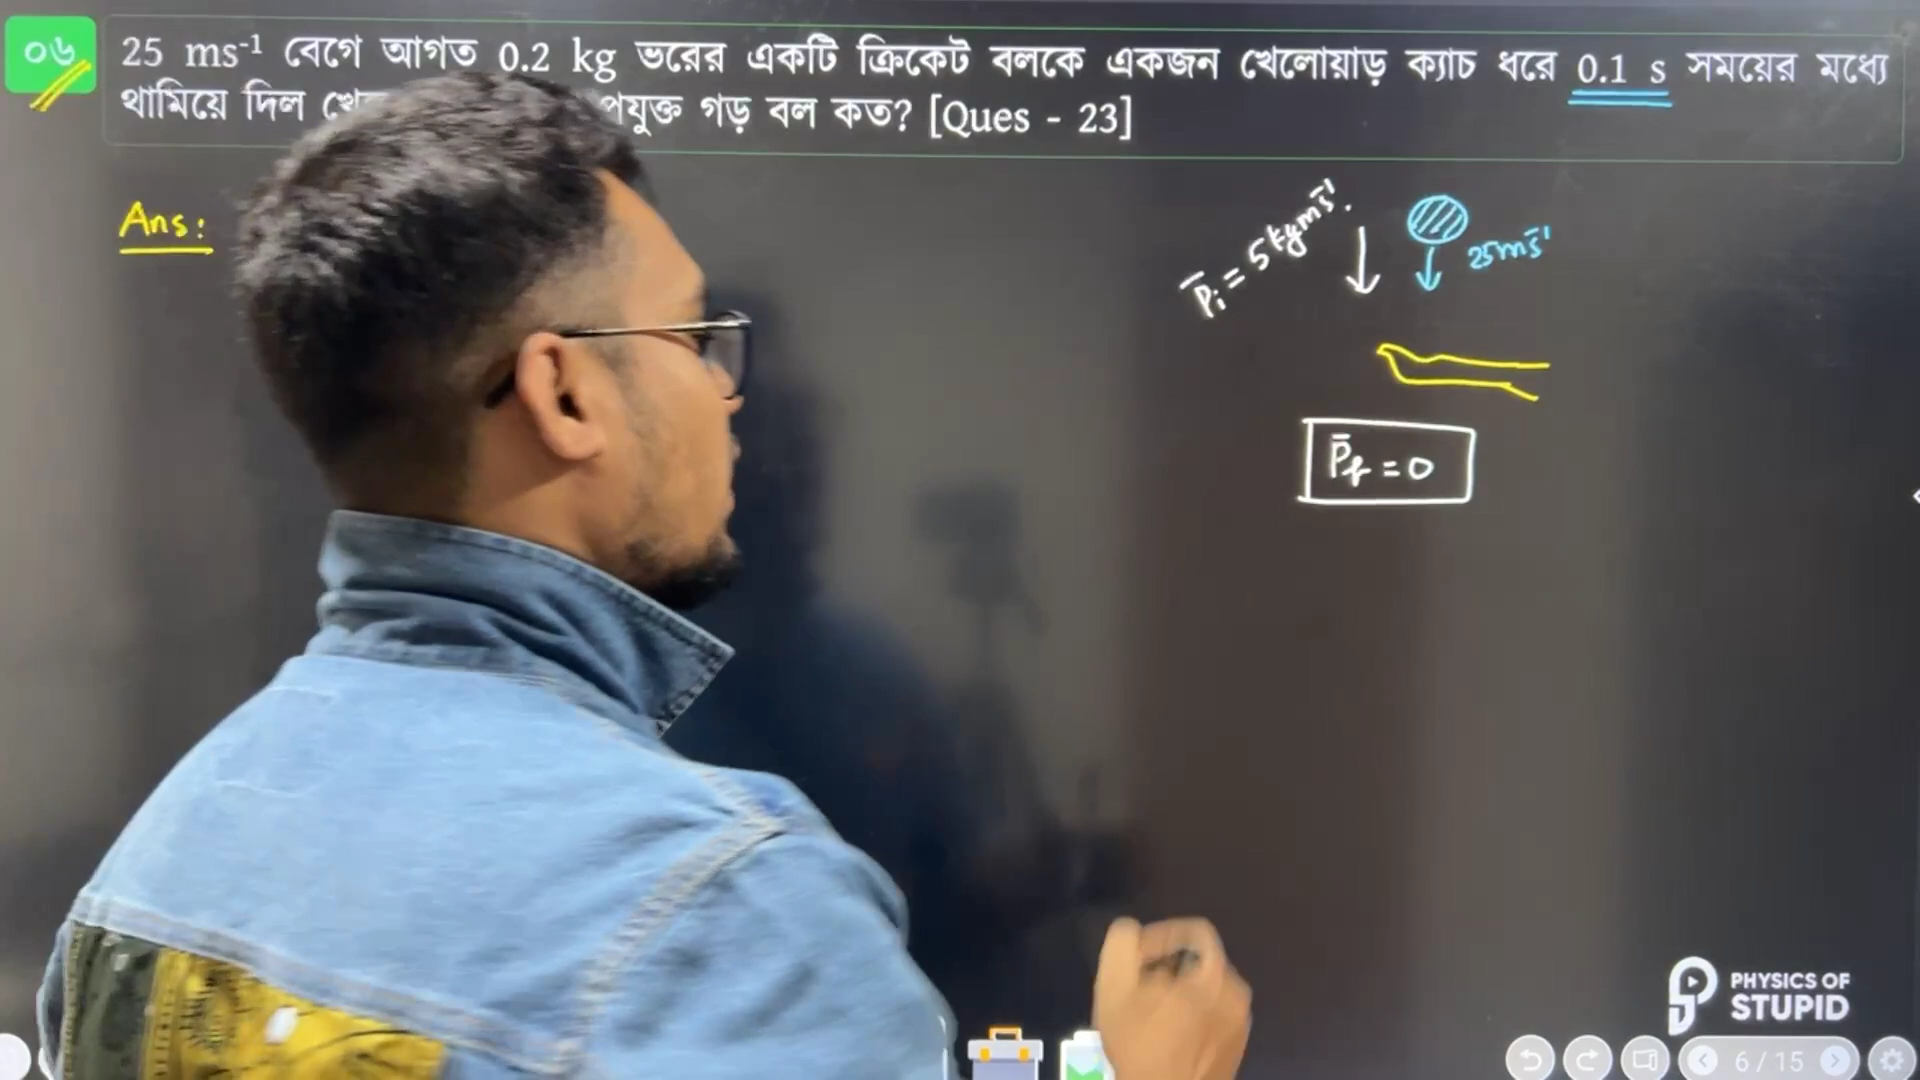 ০৬
25 ms⁻¹ বেগে আগত 0.2 kg ভরের একটি ক্রিকেট বলকে একজন খেলোয়াড় ক্যাচ ধরে 0.1 s সময়ের মধ্যে
থামিয়ে দিল গড় বল কত? [Ques - 23]
Ans:
P̄i = 5 kgms⁻¹.
25ms⁻¹
P̄f = 0
PHYSICS OF
STUPID
6 / 15